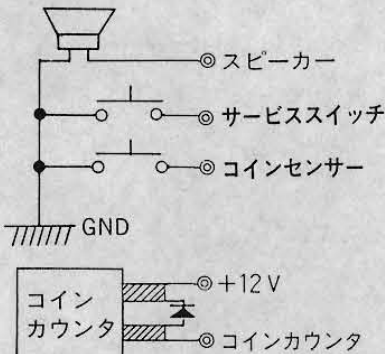 スピーカー
サービススイッチ
コインセンサー
GND
+12V
コイン
カウンタ
コインカウンタ